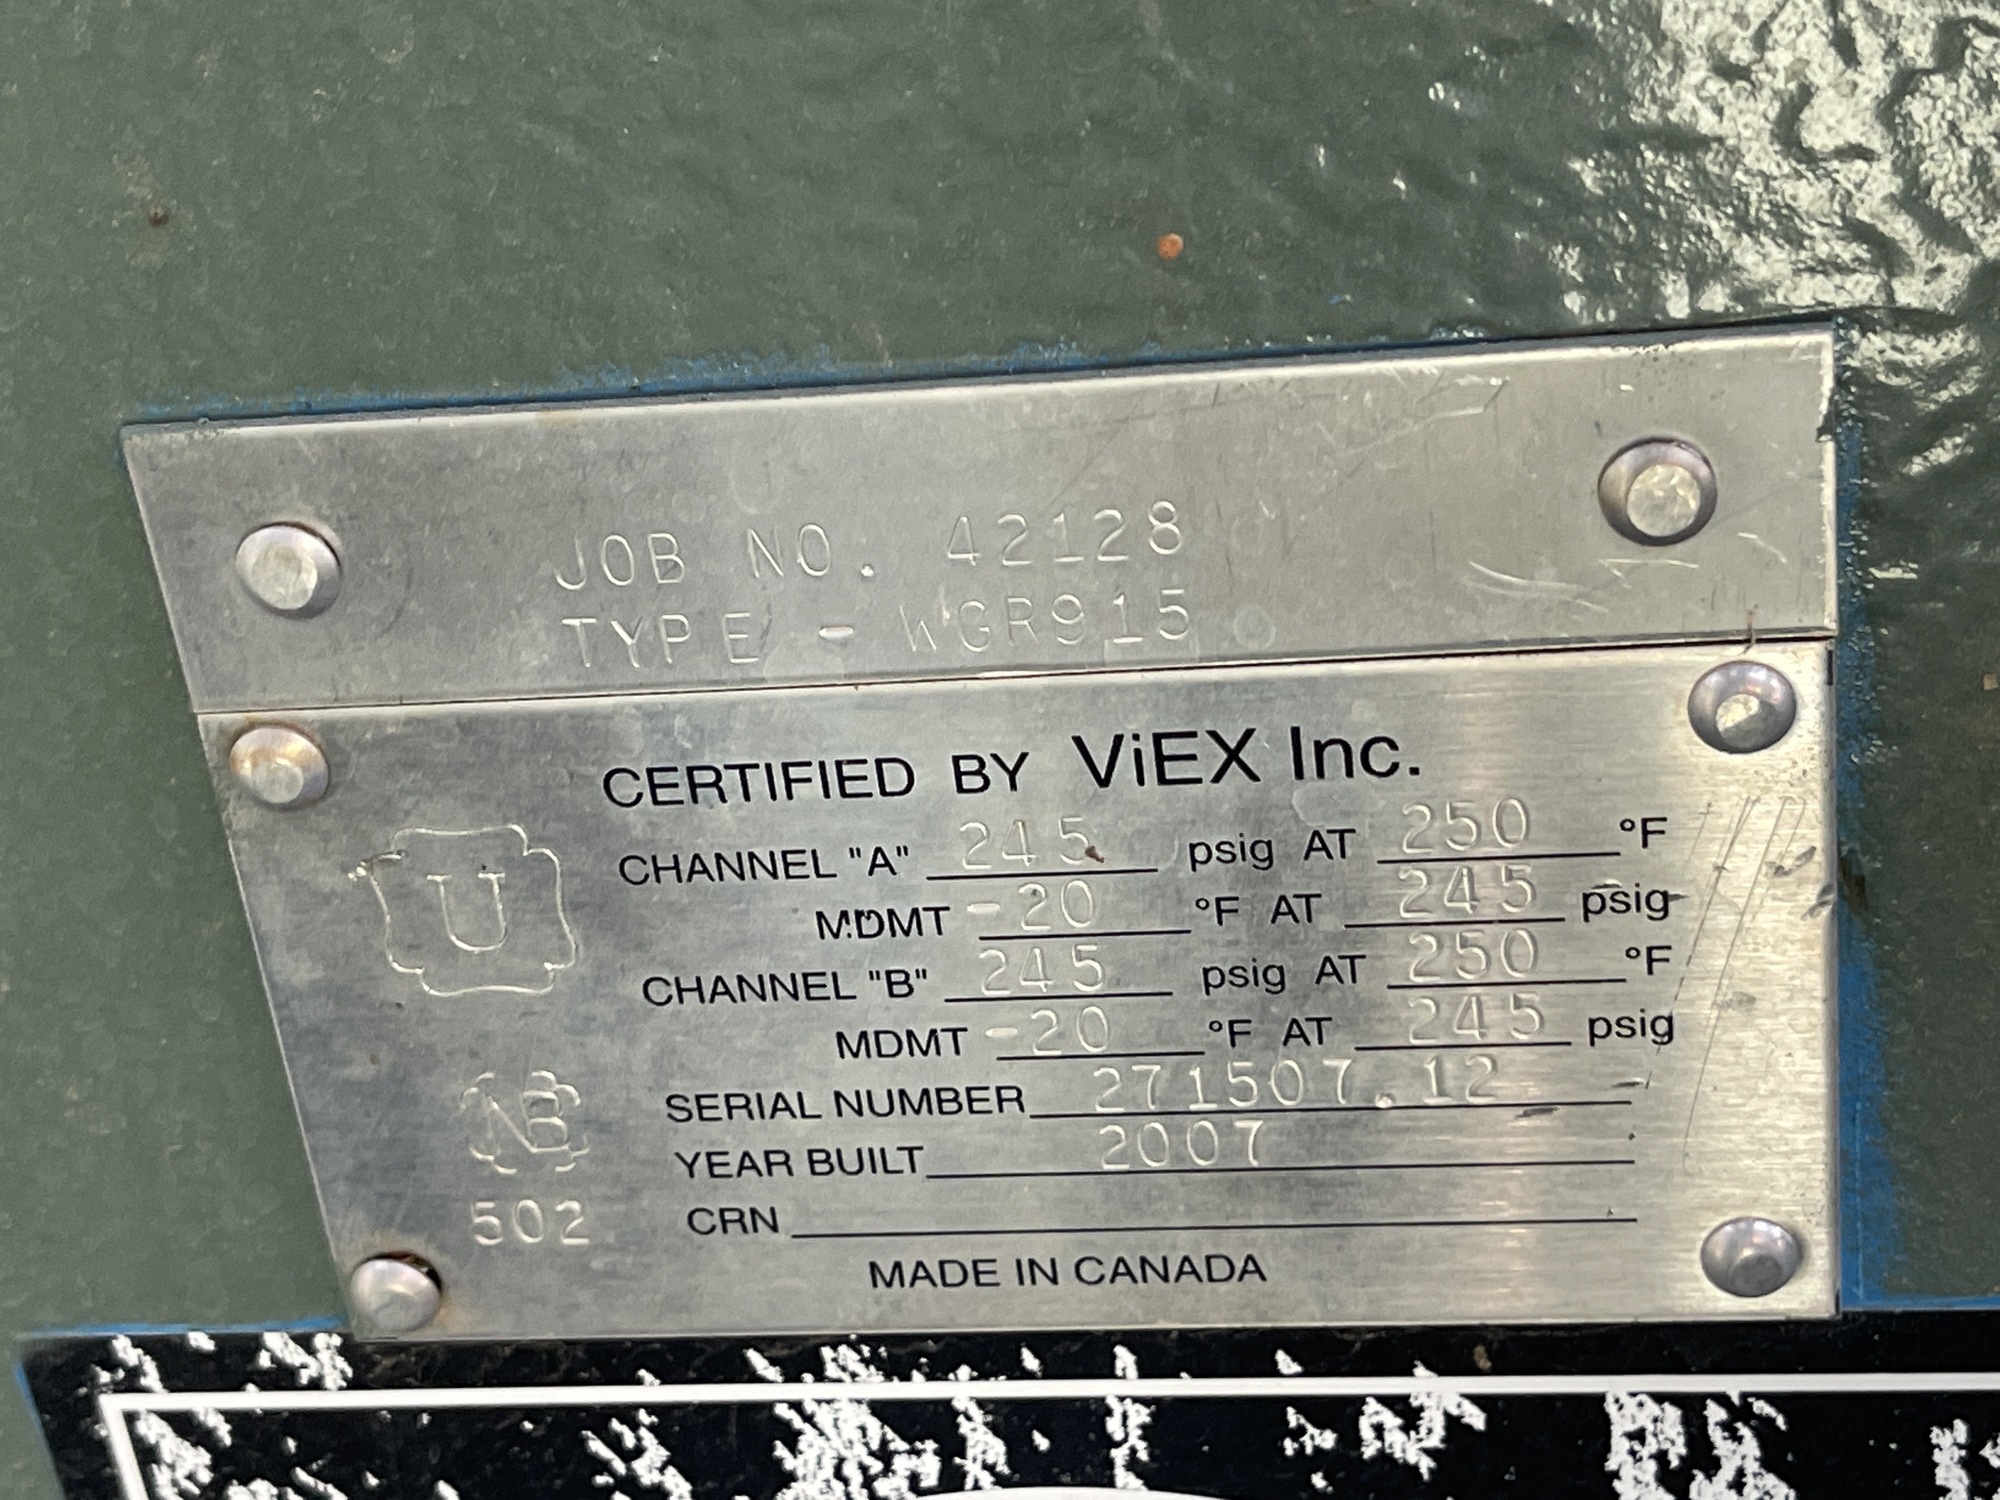 JOB NO. 42128
TYPE - WGR915
CERTIFIED BY ViEX Inc.
U
CHANNEL "A" 245 psig AT 250 °F
MDMT -20 °F AT 245 psig
CHANNEL "B" 245 psig AT 250 °F
MDMT -20 °F AT 245 psig
NB
SERIAL NUMBER 271507.12
YEAR BUILT 2007
502
CRN
MADE IN CANADA